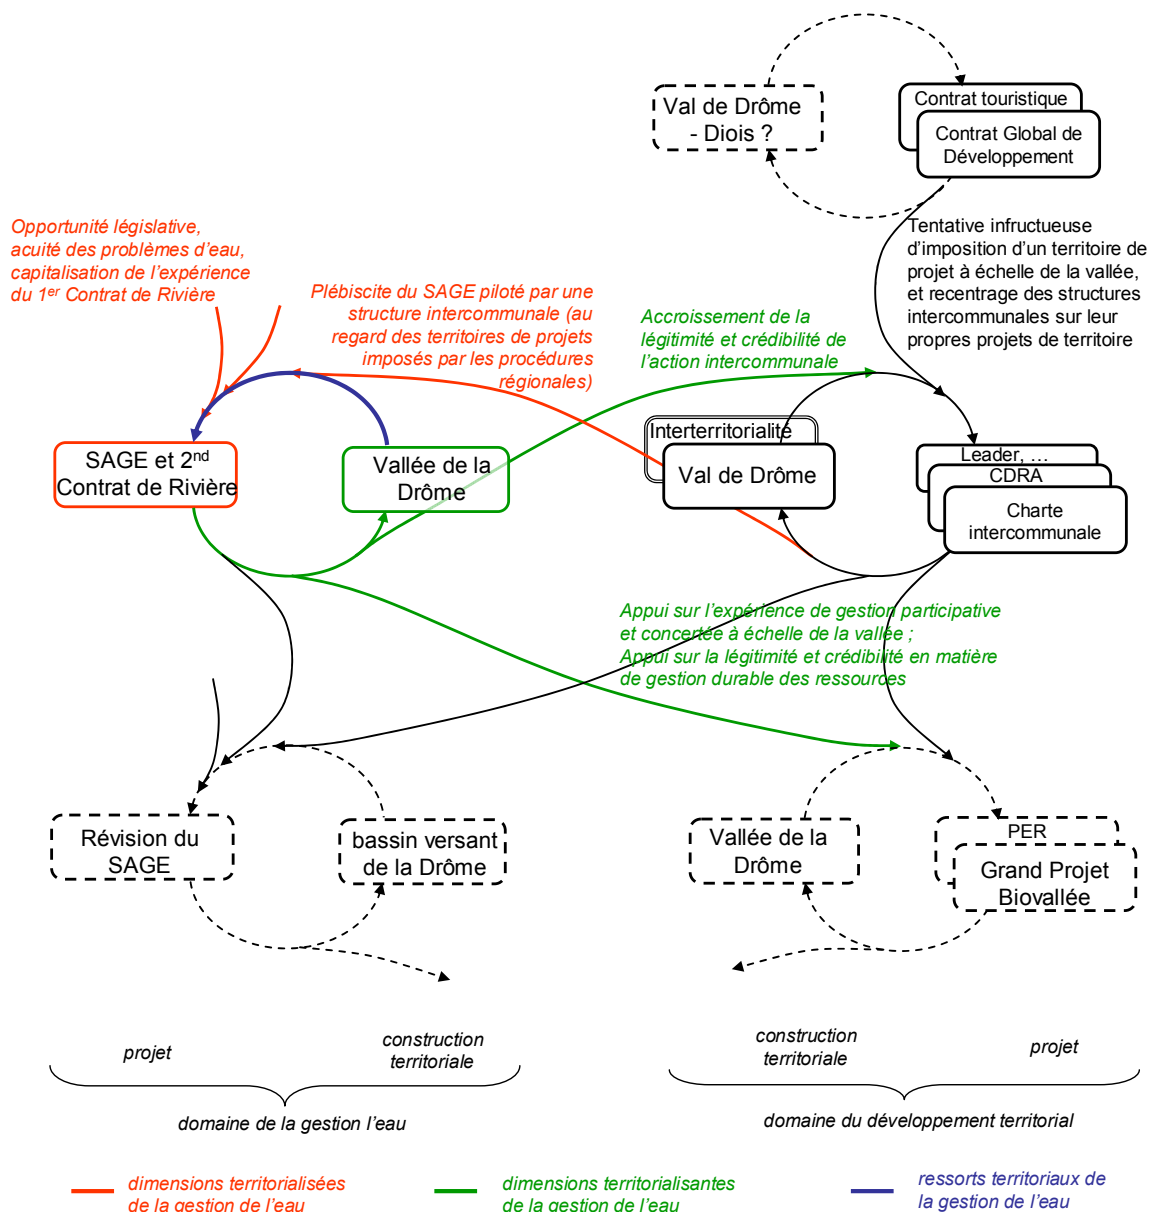 Val de Drôme
- Diois ?
Contrat touristique
Contrat Global de
Développement
Opportunité législative,
acuité des problèmes d'eau,
capitalisation de l'expérience
du 1er Contrat de Rivière
Plébiscite du SAGE piloté par une
structure intercommunale (au
regard des territoires de projets
imposés par les procédures
régionales)
Accroissement de la
légitimité et crédibilité de
l'action intercommunale
Tentative infructueuse
d'imposition d'un territoire de
projet à échelle de la vallée,
et recentrage des structures
intercommunales sur leur
propres projets de territoire
SAGE et 2nd
Contrat de Rivière
Vallée de la
Drôme
Interterritorialité
Val de Drôme
Leader, ...
CDRA
Charte
intercommunale
Appui sur l'expérience de gestion participative
et concertée à échelle de la vallée ;
Appui sur la légitimité et crédibilité en matière
de gestion durable des ressources
Révision du
SAGE
bassin versant
de la Drôme
Vallée de la
Drôme
PER
Grand Projet
Biovallée
projet
construction
territoriale
construction
territoriale
projet
domaine de la gestion l'eau
domaine du développement territorial
dimensions territorialisées
de la gestion de l'eau
dimensions territorialisantes
de la gestion de l'eau
ressorts territoriaux de
la gestion de l'eau